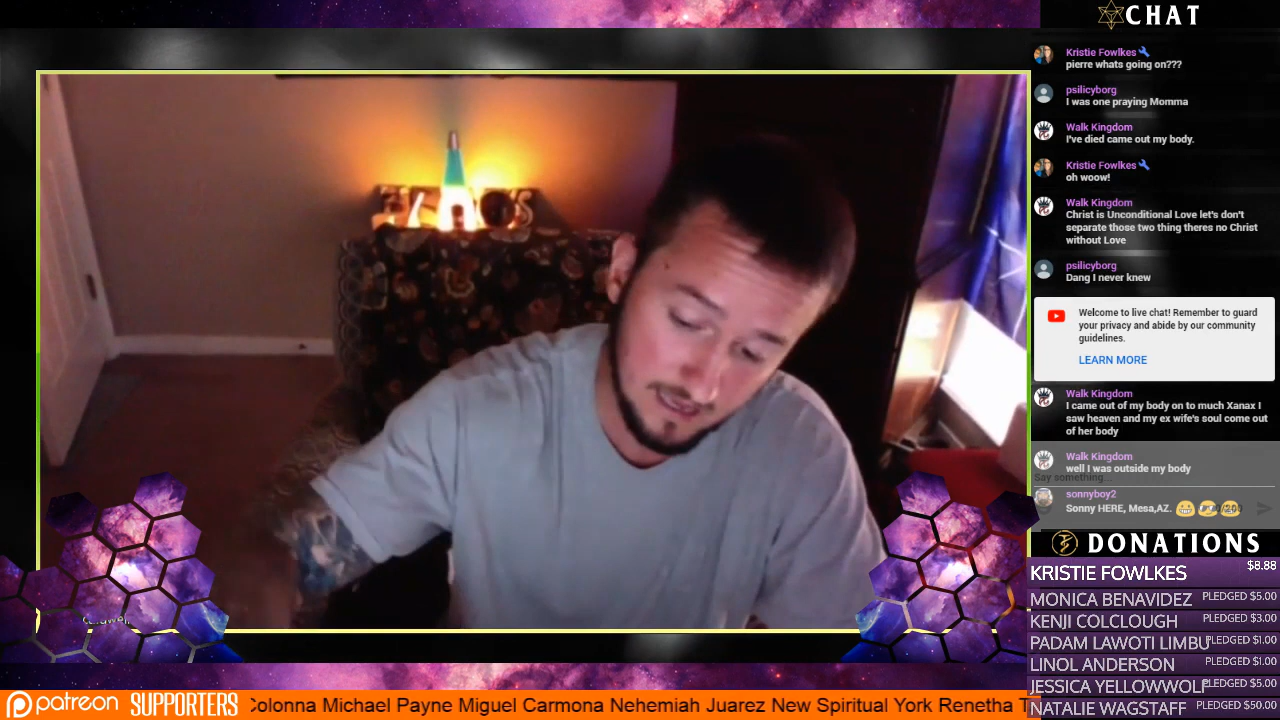 CHAT
Kristie Fowlkes
pierre whats going on???
psilicyborg
I was one praying Momma
Walk Kingdom
I've died came out my body.
Kristie Fowlkes
oh woow!
Walk Kingdom
Christ is Unconditional Love let's don't
separate those two thing theres no Christ
without Love
psilicyborg
Dang I never knew
Welcome to live chat! Remember to guard
your privacy and abide by our community
guidelines.
LEARN MORE
Walk Kingdom
I came out of my body on to much Xanax I
saw heaven and my ex wife's soul come out
of her body
Walk Kingdom
well I was outside my body
Say something...
sonnyboy2
Sonny HERE, Mesa,AZ.
0/200
DONATIONS
KRISTIE FOWLKES $8.88
MONICA BENAVIDEZ PLEDGED $5.00
KENJI COLCLOUGH PLEDGED $3.00
PADAM LAWOTI LIMBU PLEDGED $1.00
LINOL ANDERSON PLEDGED $1.00
JESSICA YELLOWWOLF PLEDGED $5.00
NATALIE WAGSTAFF PLEDGED $50.00
patreon SUPPORTERS Colonna Michael Payne Miguel Carmona Nehemiah Juarez New Spiritual York Renetha T